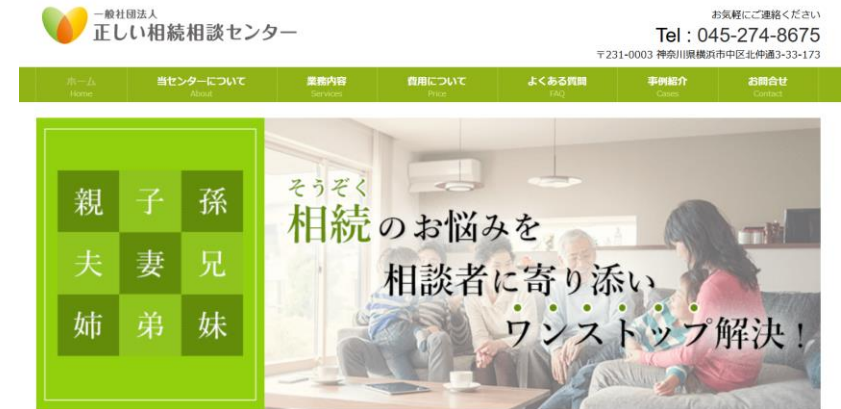 一般社団法人
正しい相続相談センター
お気軽にご連絡ください
Tel : 045-274-8675
〒231-0003 神奈川県横浜市中区北仲通3-33-173
ホーム 当センターについて 業務内容 費用について よくある質問 事例紹介 お問合せ
Home About Services Price FAQ Cases Contact
親 子 孫
夫 妻 兄
姉 弟 妹
そうぞく
相続のお悩みを
相談者に寄り添い
ワンストップ解決！